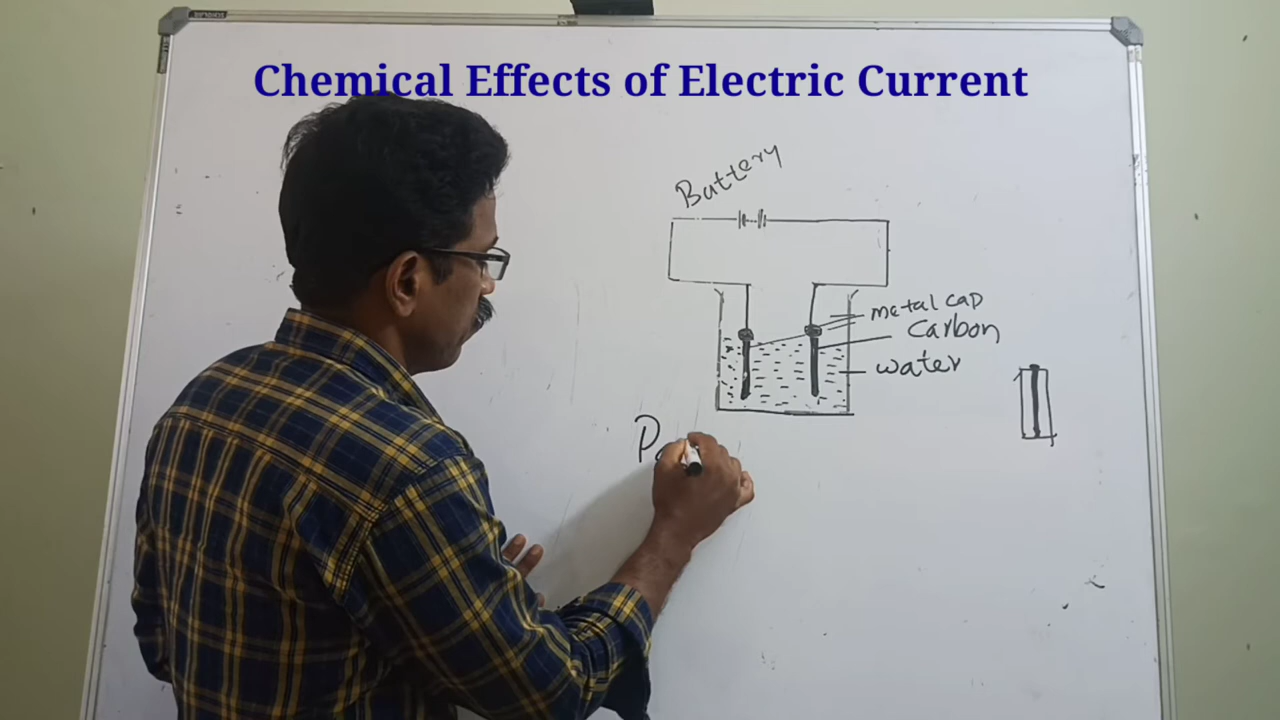 Chemical Effects of Electric Current
Battery
metal cap
Carbon
water
P